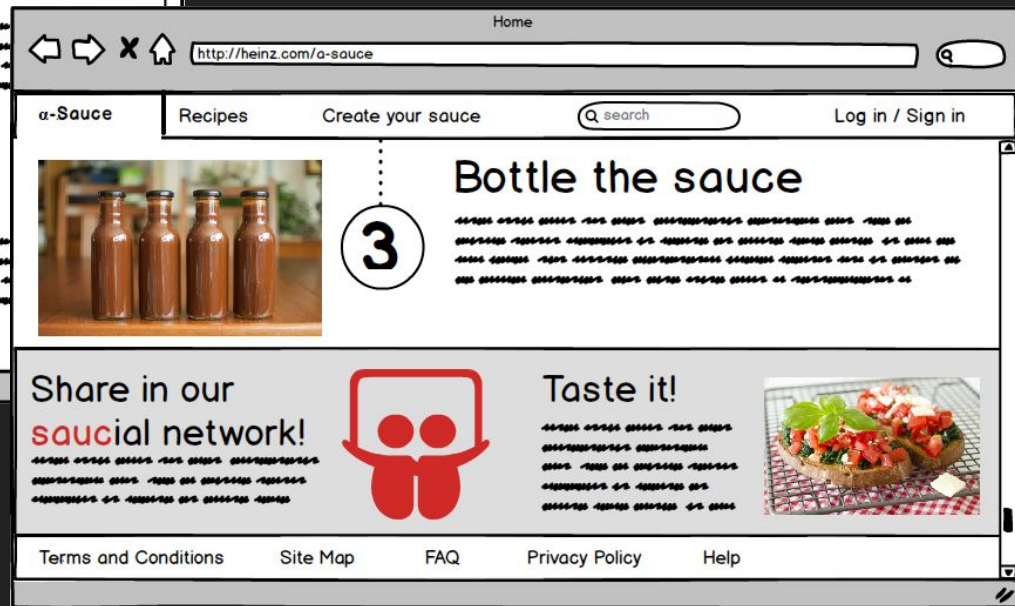 Home
http://heinz.com/a-sauce
α-Sauce
Recipes
Create your sauce
search
Log in / Sign in
3
Bottle the sauce
Share in our
saucial network!
Taste it!
Terms and Conditions
Site Map
FAQ
Privacy Policy
Help